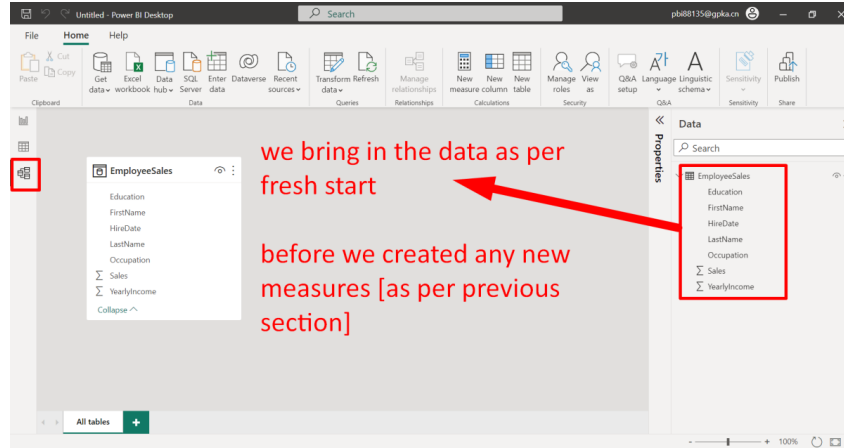 Untitled - Power BI Desktop
Search
pbi88135@gpka.cn
File Home Help
Paste
Cut
Copy
Clipboard
Get data
Excel workbook
Data hub
SQL Server
Enter data
Dataverse
Recent sources
Data
Transform data
Refresh
Queries
Manage relationships
Relationships
New measure
New column
New table
Calculations
Manage roles
View as
Security
Q&A setup
Language
Linguistic schema
Q&A
Sensitivity
Sensitivity
Publish
Share
EmployeeSales
Education
FirstName
HireDate
LastName
Occupation
Σ Sales
Σ YearlyIncome
Collapse
we bring in the data as per
fresh start
before we created any new
measures [as per previous
section]
Properties
Data
Search
EmployeeSales
Education
FirstName
HireDate
LastName
Occupation
Σ Sales
Σ YearlyIncome
All tables
100%